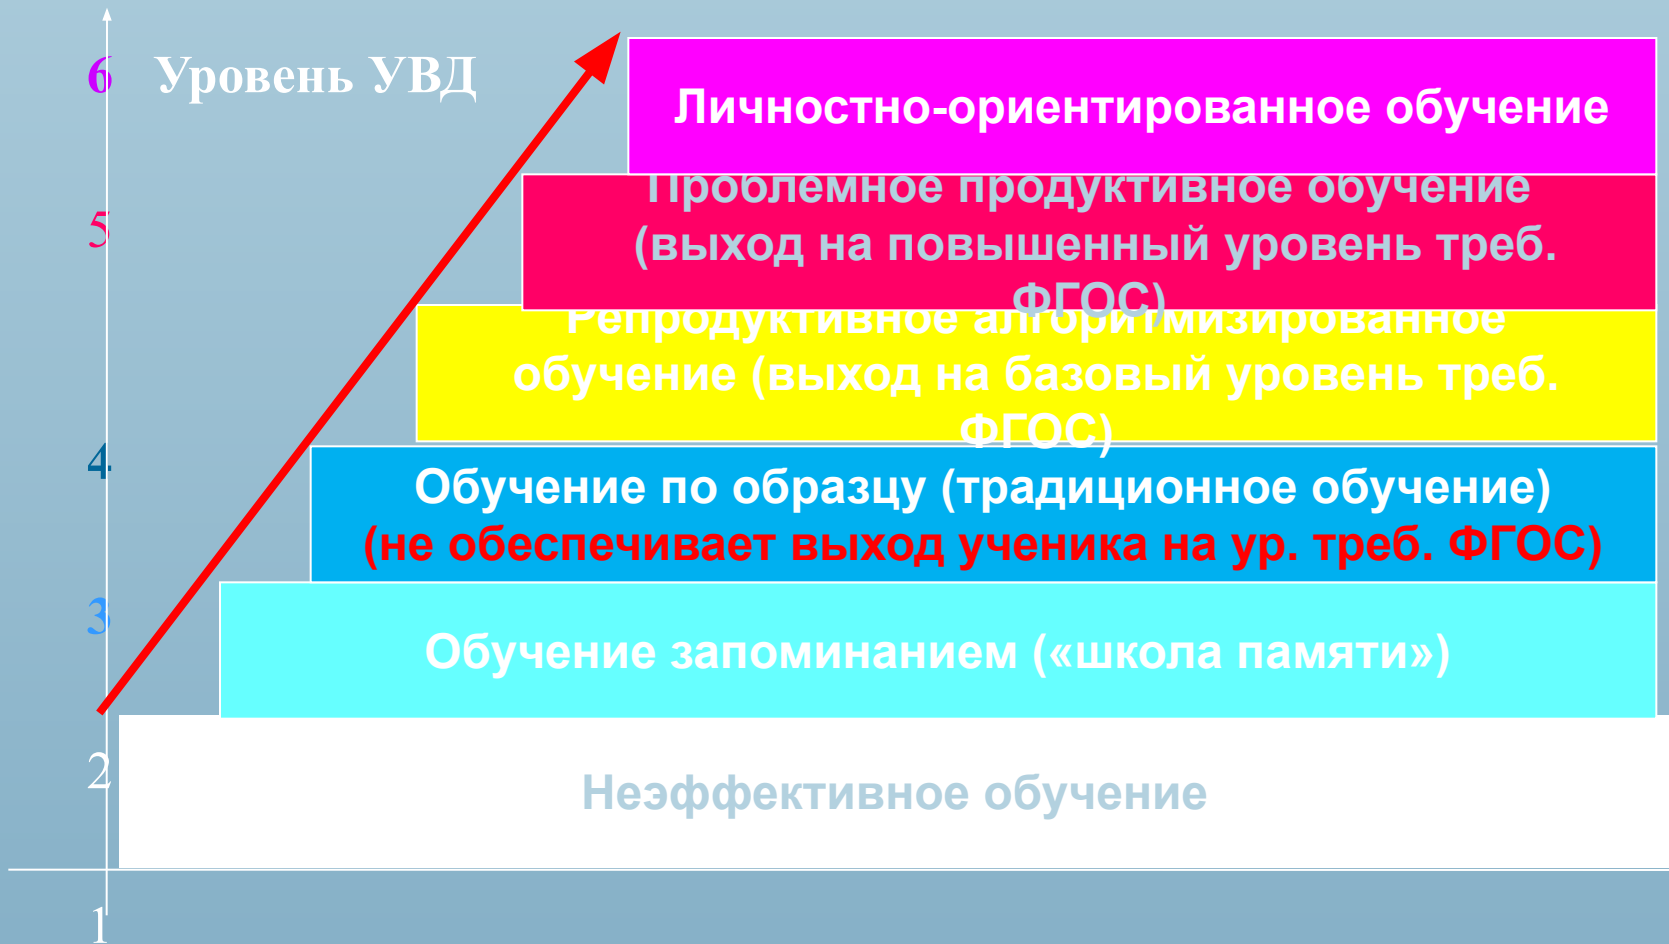 6
Уровень УВД
Личностно-ориентированное обучение
5
Проблемное продуктивное обучение
(выход на повышенный уровень треб.
ФГОС)
Репродуктивное алгоритмизированное
обучение (выход на базовый уровень треб.
ФГОС)
4
Обучение по образцу (традиционное обучение)
(не обеспечивает выход ученика на ур. треб. ФГОС)
3
Обучение запоминанием («школа памяти»)
2
Неэффективное обучение
1